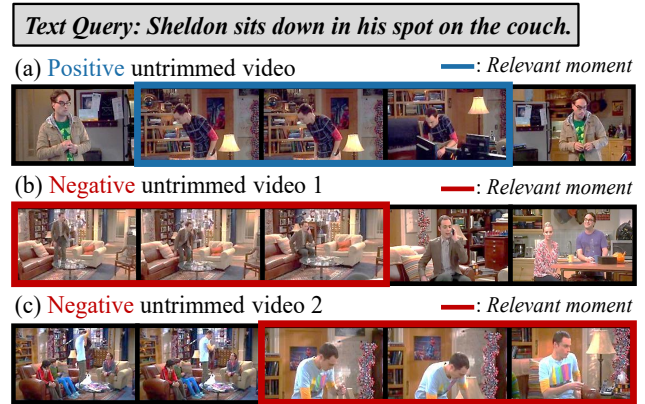 Text Query: Sheldon sits down in his spot on the couch.
(a) Positive untrimmed video — : Relevant moment
(b) Negative untrimmed video 1 — : Relevant moment
(c) Negative untrimmed video 2 — : Relevant moment